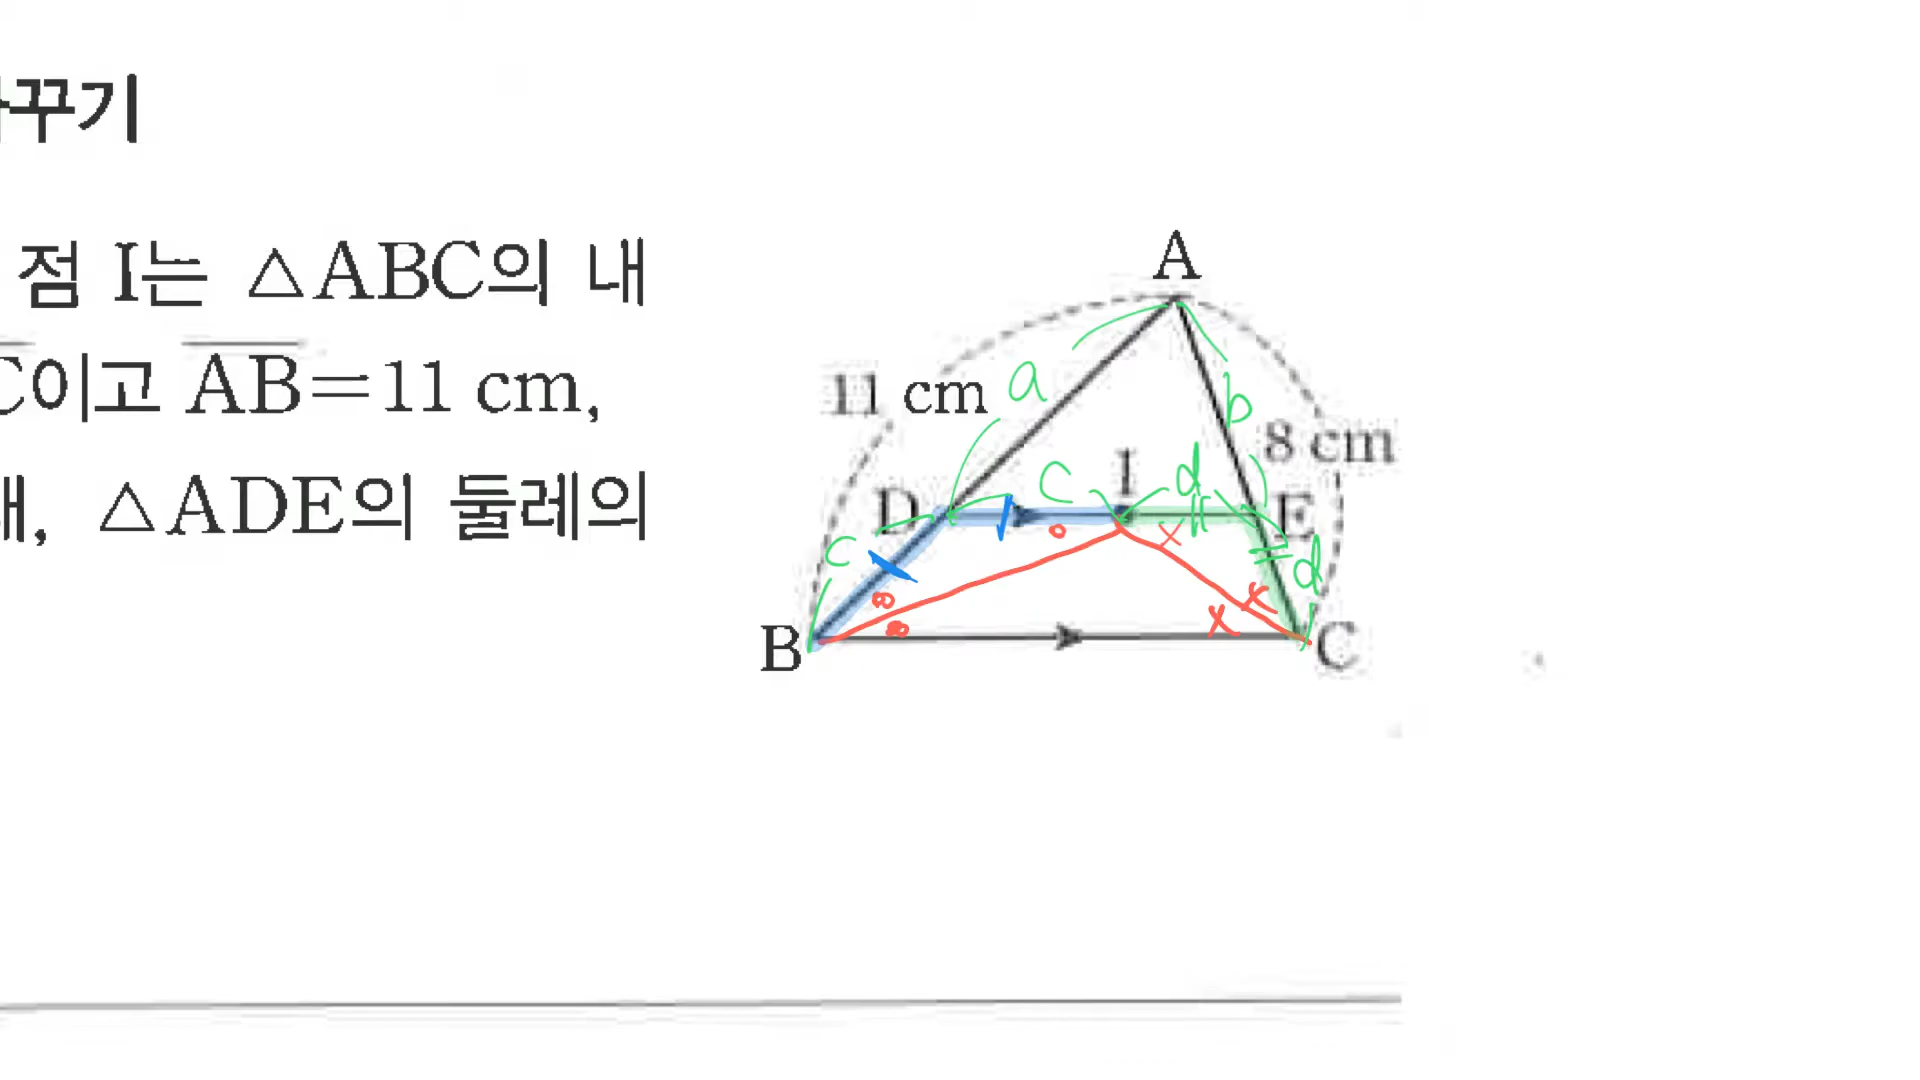 꾸기
점 I는 △ABC의 내
C이고 AB=11 cm,
때, △ADE의 둘레의
A
11 cm
a
b
8 cm
D
c
I
d
E
c
d
B
C